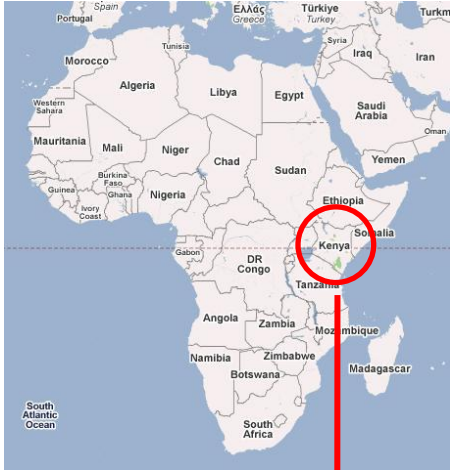 Spain
Portugal
Ελλάς
Greece
Türkiye
Turkey
Turkm
Tunisia
Syria
Iraq
Iran
Morocco
Algeria
Libya
Egypt
Western
Sahara
Saudi
Arabia
Oman
Mauritania
Mali
Niger
Chad
Sudan
Yemen
Burkina
Faso
Guinea
Ghana
Nigeria
Ivory
Coast
Ethiopia
Somalia
Kenya
Gabon
DR
Congo
Tanzania
Angola
Zambia
Mozambique
Namibia
Zimbabwe
Botswana
Madagascar
South
Atlantic
Ocean
South
Africa